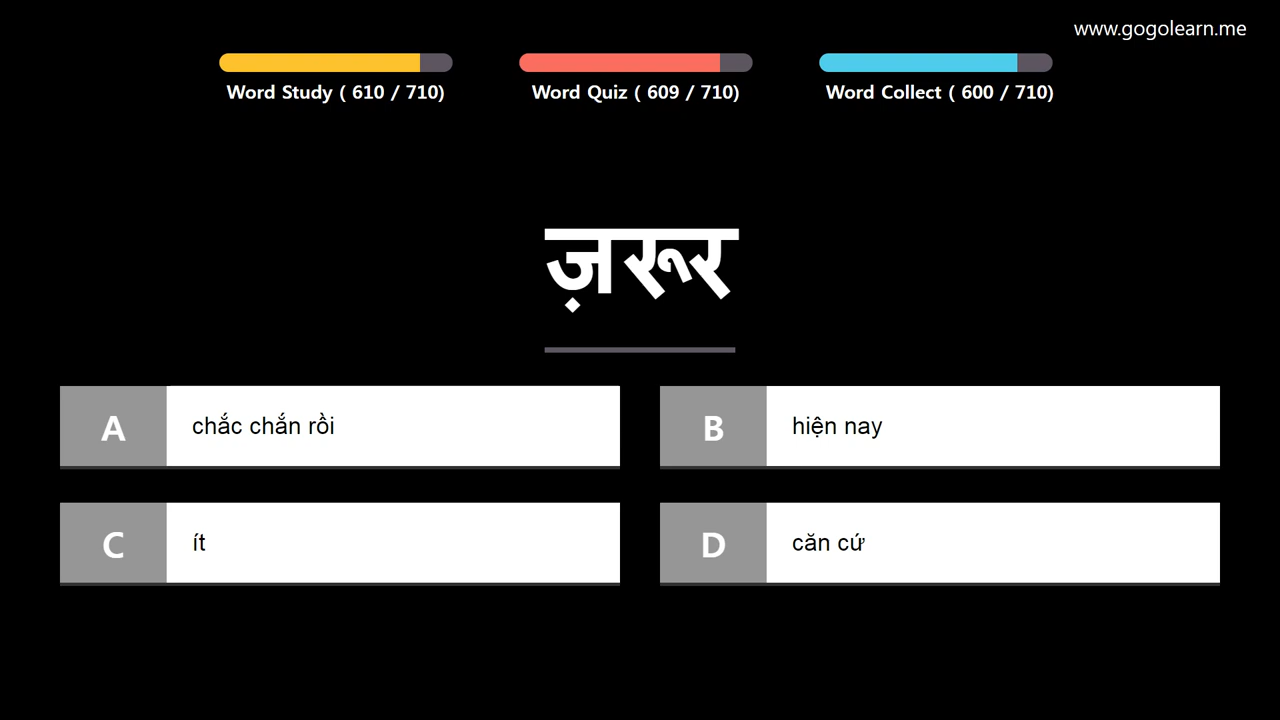 www.gogolearn.me
Word Study ( 610 / 710)
Word Quiz ( 609 / 710)
Word Collect ( 600 / 710)
ज़रूर
A chắc chắn rồi
B hiện nay
C ít
D căn cứ